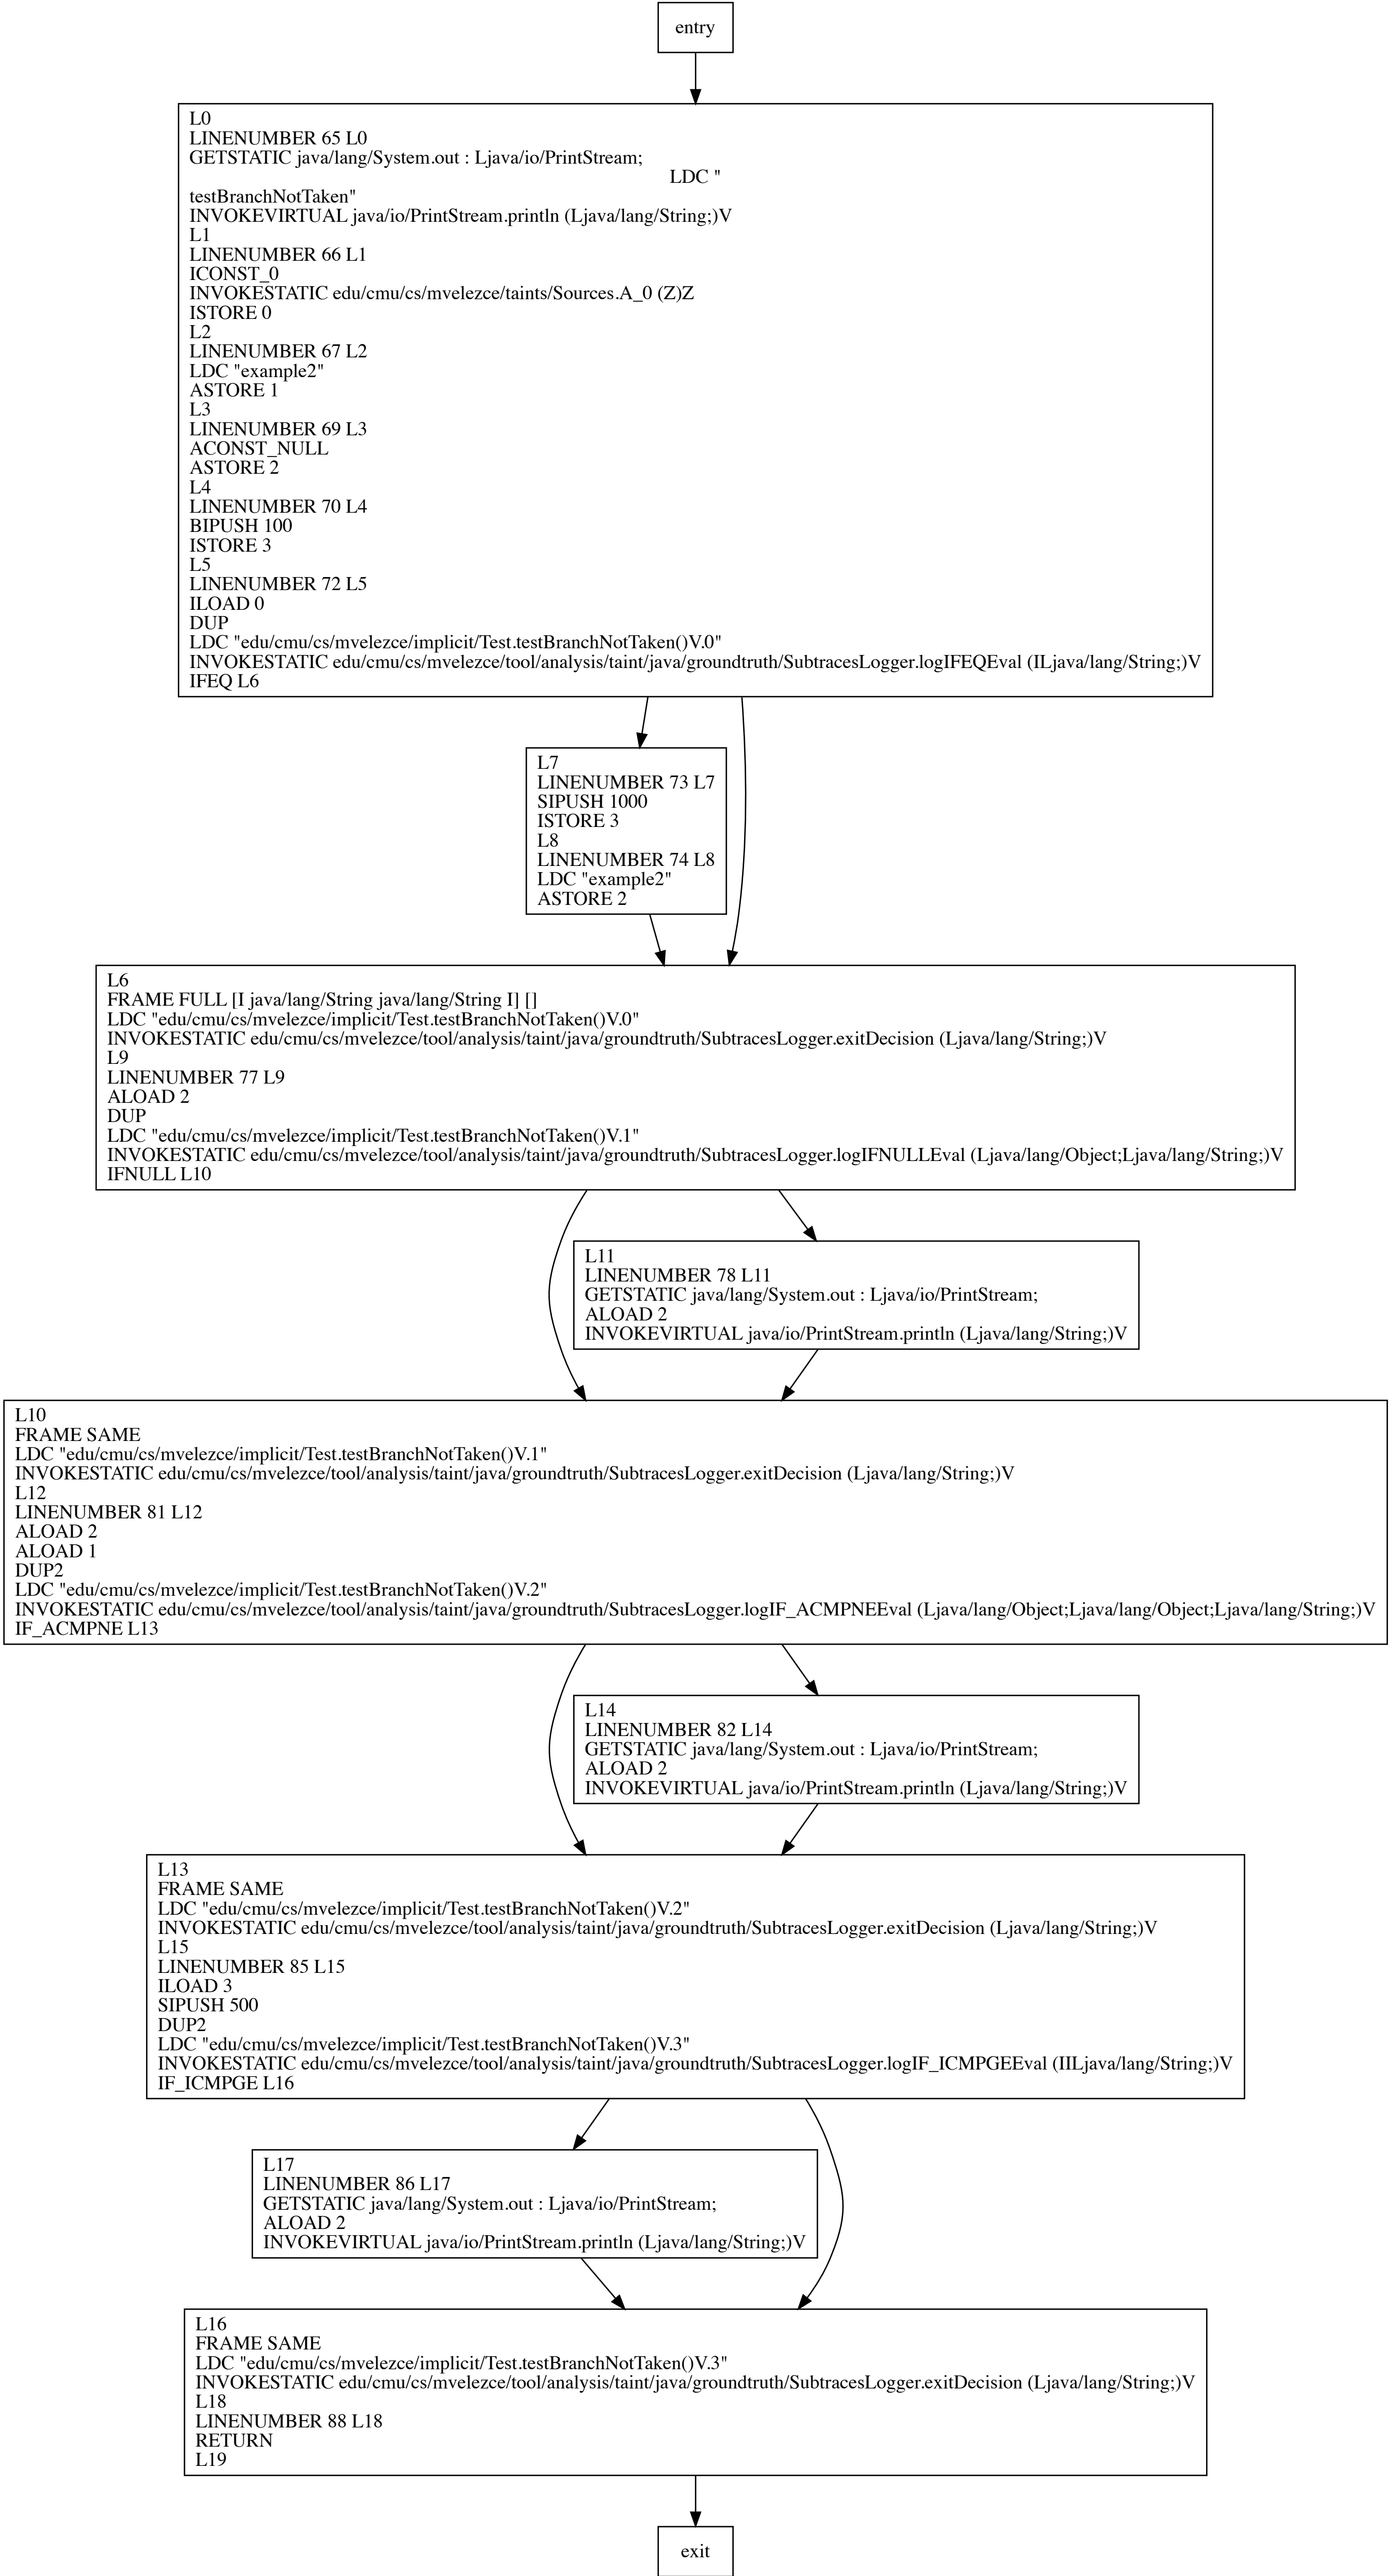 entry
L0
LINENUMBER 65 L0
GETSTATIC java/lang/System.out : Ljava/io/PrintStream;
LDC "
testBranchNotTaken"
INVOKEVIRTUAL java/io/PrintStream.println (Ljava/lang/String;)V
L1
LINENUMBER 66 L1
ICONST_0
INVOKESTATIC edu/cmu/cs/mvelezce/taints/Sources.A_0 (Z)Z
ISTORE 0
L2
LINENUMBER 67 L2
LDC "example2"
ASTORE 1
L3
LINENUMBER 69 L3
ACONST_NULL
ASTORE 2
L4
LINENUMBER 70 L4
BIPUSH 100
ISTORE 3
L5
LINENUMBER 72 L5
ILOAD 0
DUP
LDC "edu/cmu/cs/mvelezce/implicit/Test.testBranchNotTaken()V.0"
INVOKESTATIC edu/cmu/cs/mvelezce/tool/analysis/taint/java/groundtruth/SubtracesLogger.logIFEQEval (ILjava/lang/String;)V
IFEQ L6
L7
LINENUMBER 73 L7
SIPUSH 1000
ISTORE 3
L8
LINENUMBER 74 L8
LDC "example2"
ASTORE 2
L6
FRAME FULL [I java/lang/String java/lang/String I] []
LDC "edu/cmu/cs/mvelezce/implicit/Test.testBranchNotTaken()V.0"
INVOKESTATIC edu/cmu/cs/mvelezce/tool/analysis/taint/java/groundtruth/SubtracesLogger.exitDecision (Ljava/lang/String;)V
L9
LINENUMBER 77 L9
ALOAD 2
DUP
LDC "edu/cmu/cs/mvelezce/implicit/Test.testBranchNotTaken()V.1"
INVOKESTATIC edu/cmu/cs/mvelezce/tool/analysis/taint/java/groundtruth/SubtracesLogger.logIFNULLEval (Ljava/lang/Object;Ljava/lang/String;)V
IFNULL L10
L11
LINENUMBER 78 L11
GETSTATIC java/lang/System.out : Ljava/io/PrintStream;
ALOAD 2
INVOKEVIRTUAL java/io/PrintStream.println (Ljava/lang/String;)V
L10
FRAME SAME
LDC "edu/cmu/cs/mvelezce/implicit/Test.testBranchNotTaken()V.1"
INVOKESTATIC edu/cmu/cs/mvelezce/tool/analysis/taint/java/groundtruth/SubtracesLogger.exitDecision (Ljava/lang/String;)V
L12
LINENUMBER 81 L12
ALOAD 2
ALOAD 1
DUP2
LDC "edu/cmu/cs/mvelezce/implicit/Test.testBranchNotTaken()V.2"
INVOKESTATIC edu/cmu/cs/mvelezce/tool/analysis/taint/java/groundtruth/SubtracesLogger.logIF_ACMPNEEval (Ljava/lang/Object;Ljava/lang/Object;Ljava/lang/String;)V
IF_ACMPNE L13
L14
LINENUMBER 82 L14
GETSTATIC java/lang/System.out : Ljava/io/PrintStream;
ALOAD 2
INVOKEVIRTUAL java/io/PrintStream.println (Ljava/lang/String;)V
L13
FRAME SAME
LDC "edu/cmu/cs/mvelezce/implicit/Test.testBranchNotTaken()V.2"
INVOKESTATIC edu/cmu/cs/mvelezce/tool/analysis/taint/java/groundtruth/SubtracesLogger.exitDecision (Ljava/lang/String;)V
L15
LINENUMBER 85 L15
ILOAD 3
SIPUSH 500
DUP2
LDC "edu/cmu/cs/mvelezce/implicit/Test.testBranchNotTaken()V.3"
INVOKESTATIC edu/cmu/cs/mvelezce/tool/analysis/taint/java/groundtruth/SubtracesLogger.logIF_ICMPGEEval (IILjava/lang/String;)V
IF_ICMPGE L16
L17
LINENUMBER 86 L17
GETSTATIC java/lang/System.out : Ljava/io/PrintStream;
ALOAD 2
INVOKEVIRTUAL java/io/PrintStream.println (Ljava/lang/String;)V
L16
FRAME SAME
LDC "edu/cmu/cs/mvelezce/implicit/Test.testBranchNotTaken()V.3"
INVOKESTATIC edu/cmu/cs/mvelezce/tool/analysis/taint/java/groundtruth/SubtracesLogger.exitDecision (Ljava/lang/String;)V
L18
LINENUMBER 88 L18
RETURN
L19
exit